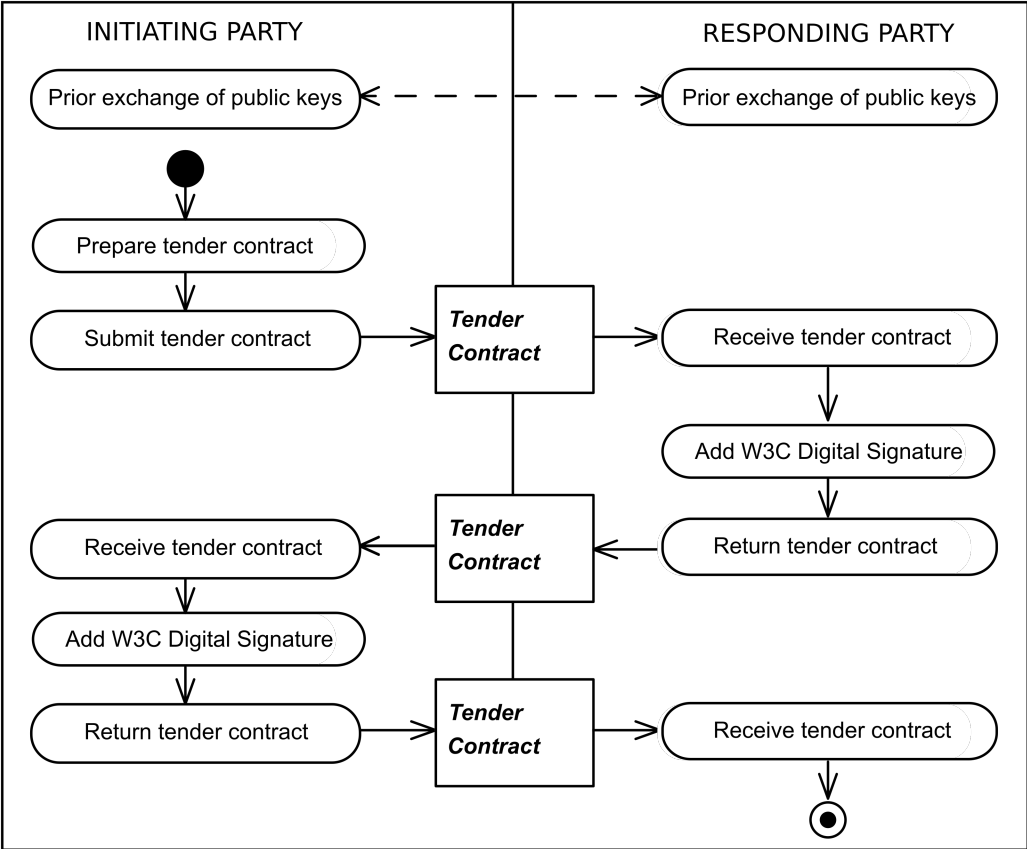 INITIATING PARTY
RESPONDING PARTY
Prior exchange of public keys
Prior exchange of public keys
Prepare tender contract
Submit tender contract
Tender
Contract
Receive tender contract
Add W3C Digital Signature
Return tender contract
Tender
Contract
Receive tender contract
Add W3C Digital Signature
Return tender contract
Tender
Contract
Receive tender contract